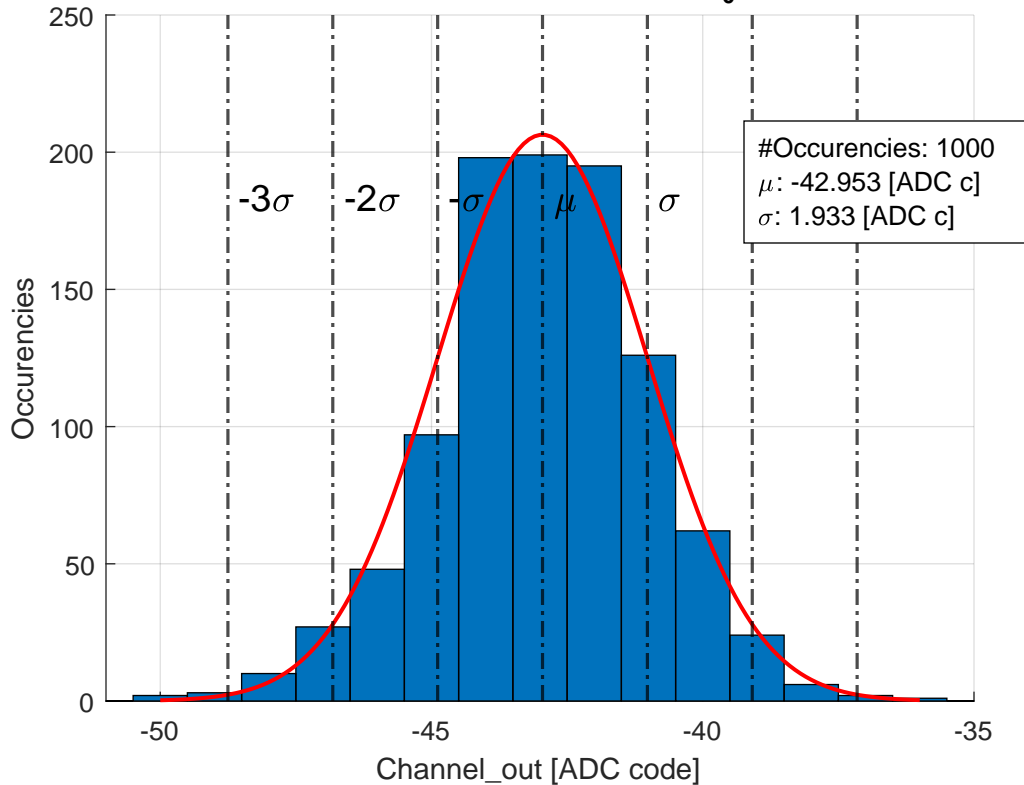 250
200
150
100
50
0
-50
-45
-40
-35
Occurencies
Channel_out [ADC code]
-3σ
-2σ
-σ
μ
σ
#Occurencies: 1000
μ: -42.953 [ADC c]
σ: 1.933 [ADC c]